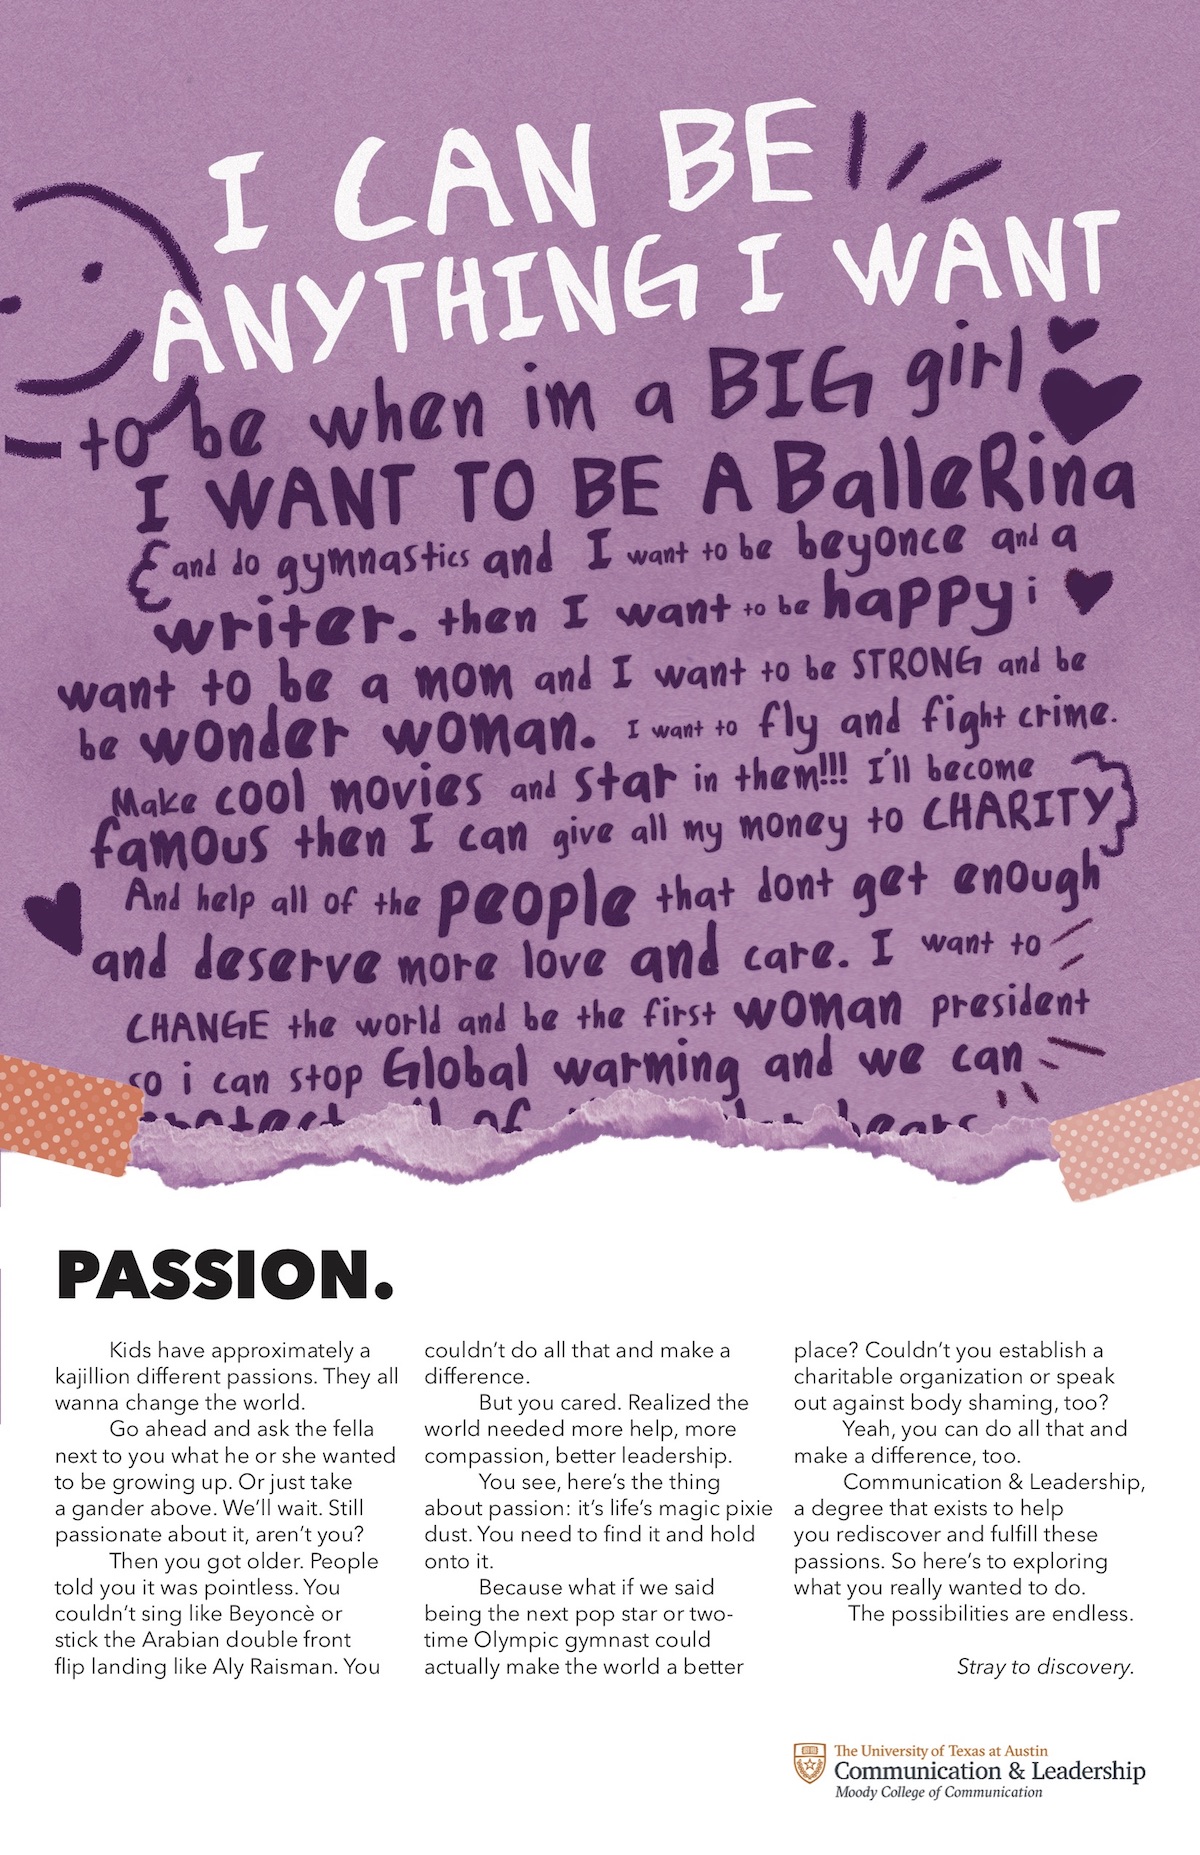 I CAN BE
ANYTHING I WANT
to be when im a BIG girl
I WANT TO BE A BalleRina
and do gymnastics and I want to be beyonce and a
writer. then I want to be happy i
want to be a mom and I want to be STRONG and be
be wonder woman. I want to fly and fight crime.
Make cool movies and star in them!!! I'll become
famous then I can give all my money to CHARITY
And help all of the people that dont get enough
and deserve more love and care. I want to
CHANGE the world and be the first woman president
so i can stop Global warming and we can
protect all of bears
PASSION.
Kids have approximately a
kajillion different passions. They all
wanna change the world.
Go ahead and ask the fella
next to you what he or she wanted
to be growing up. Or just take
a gander above. We'll wait. Still
passionate about it, aren't you?
Then you got older. People
told you it was pointless. You
couldn't sing like Beyoncè or
stick the Arabian double front
flip landing like Aly Raisman. You
couldn't do all that and make a
difference.
But you cared. Realized the
world needed more help, more
compassion, better leadership.
You see, here's the thing
about passion: it's life's magic pixie
dust. You need to find it and hold
onto it.
Because what if we said
being the next pop star or two-
time Olympic gymnast could
actually make the world a better
place? Couldn't you establish a
charitable organization or speak
out against body shaming, too?
Yeah, you can do all that and
make a difference, too.
Communication & Leadership,
a degree that exists to help
you rediscover and fulfill these
passions. So here's to exploring
what you really wanted to do.
The possibilities are endless.
Stray to discovery.
The University of Texas at Austin
Communication & Leadership
Moody College of Communication